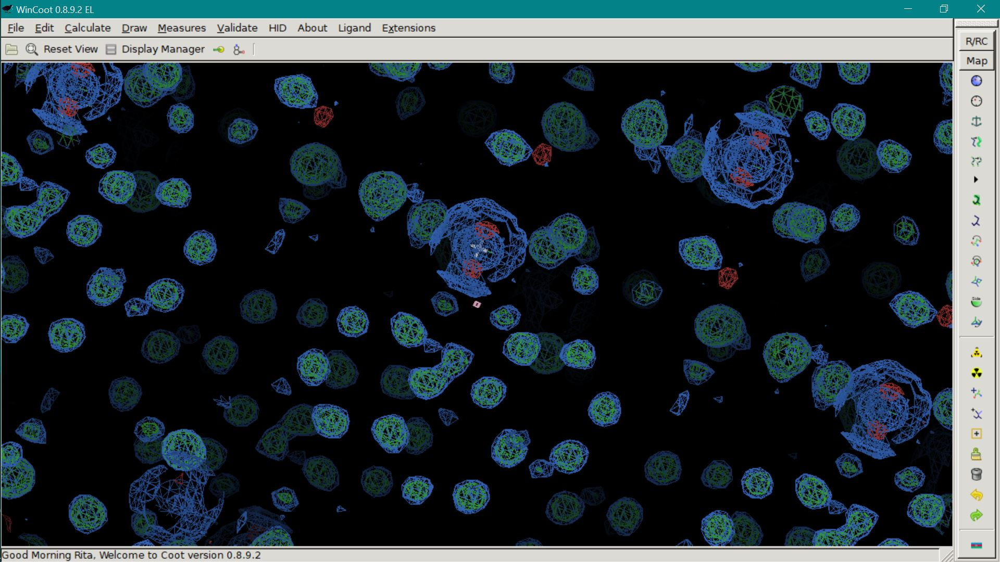 WinCoot 0.8.9.2 EL
File Edit Calculate Draw Measures Validate HID About Ligand Extensions
Reset View Display Manager
R/RC
Map
Side
Good Morning Rita, Welcome to Coot version 0.8.9.2